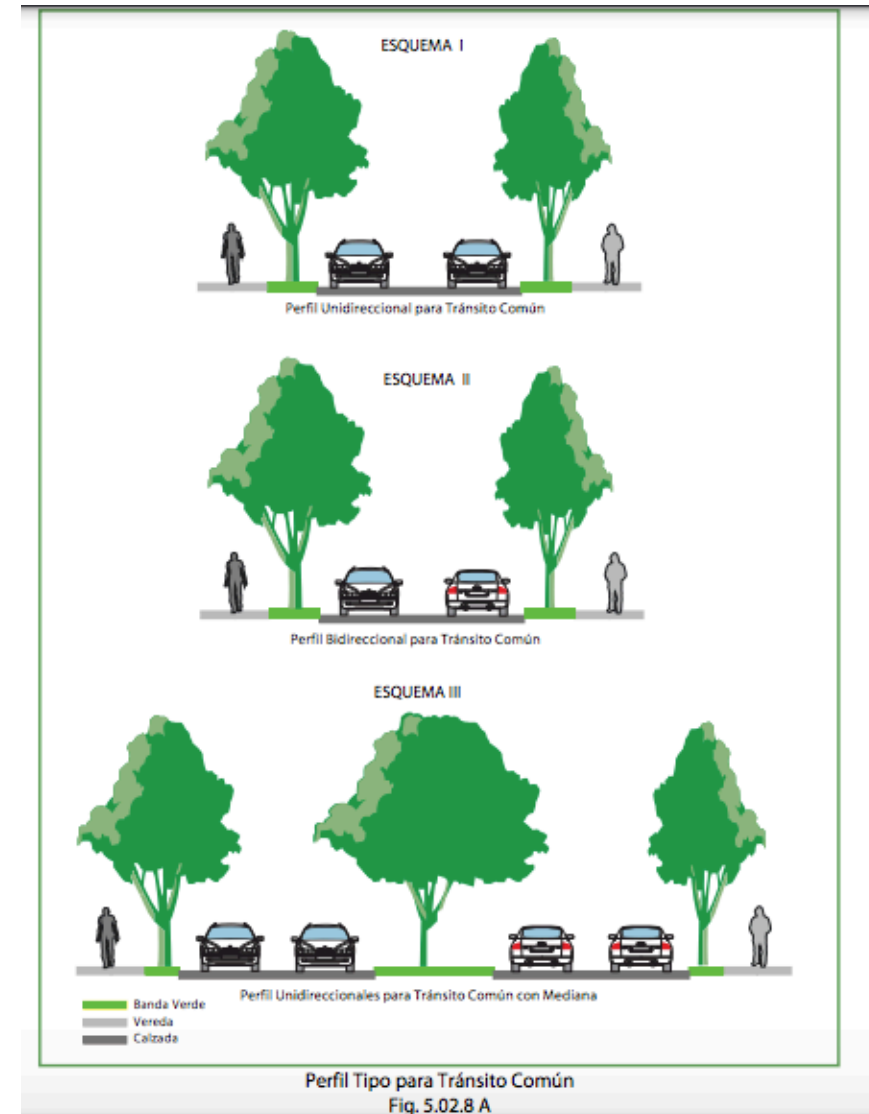 ESQUEMA I
Perfil Unidireccional para Tránsito Común
ESQUEMA II
Perfil Bidireccional para Tránsito Común
ESQUEMA III
Perfil Unidireccionales para Tránsito Común con Mediana
Banda Verde
Vereda
Calzada
Perfil Tipo para Tránsito Común
Fig. 5.02.8 A